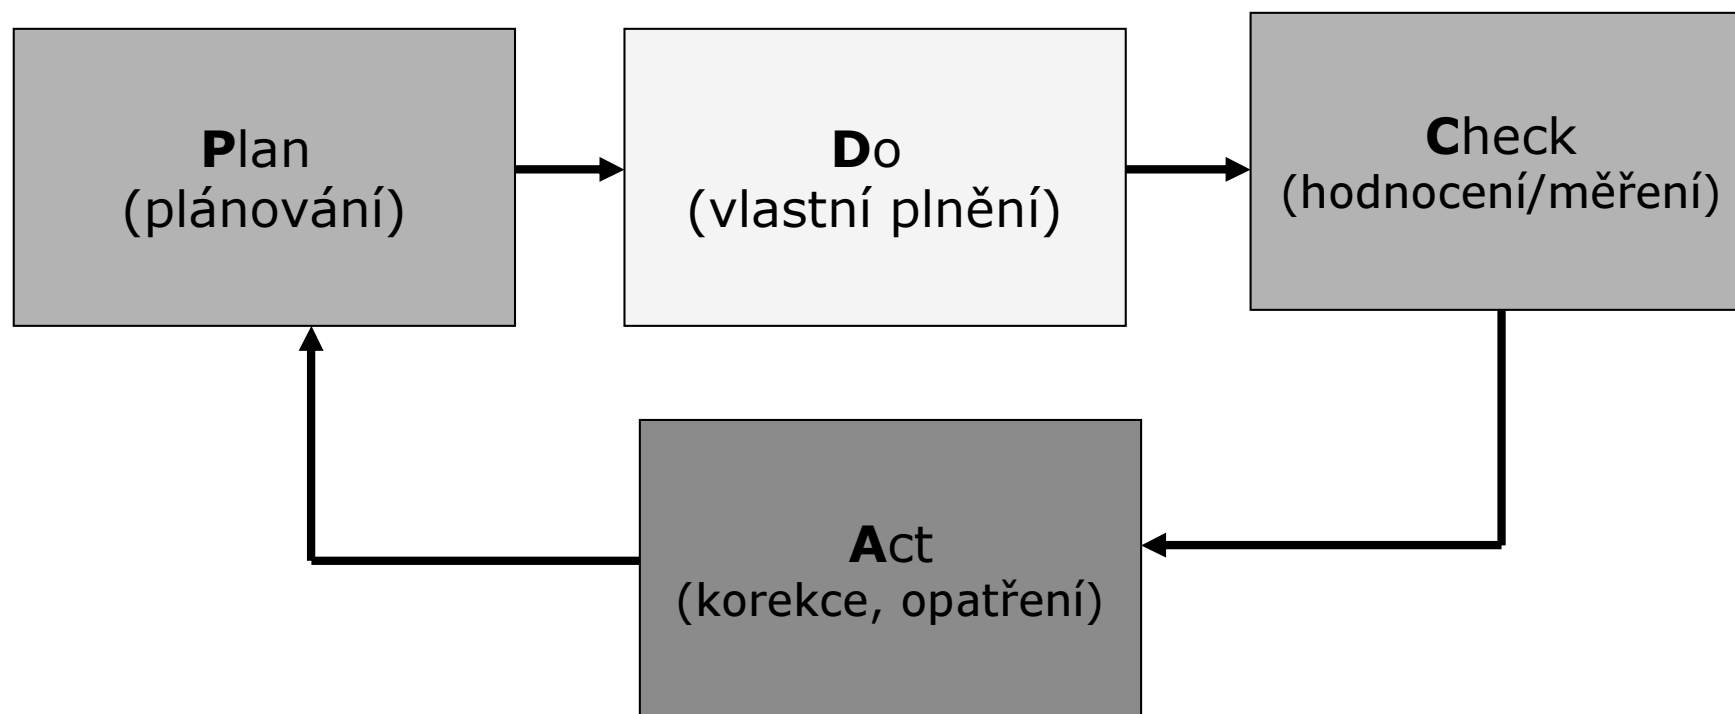 Plan
(plánování)
Do
(vlastní plnění)
Check
(hodnocení/měření)
Act
(korekce, opatření)